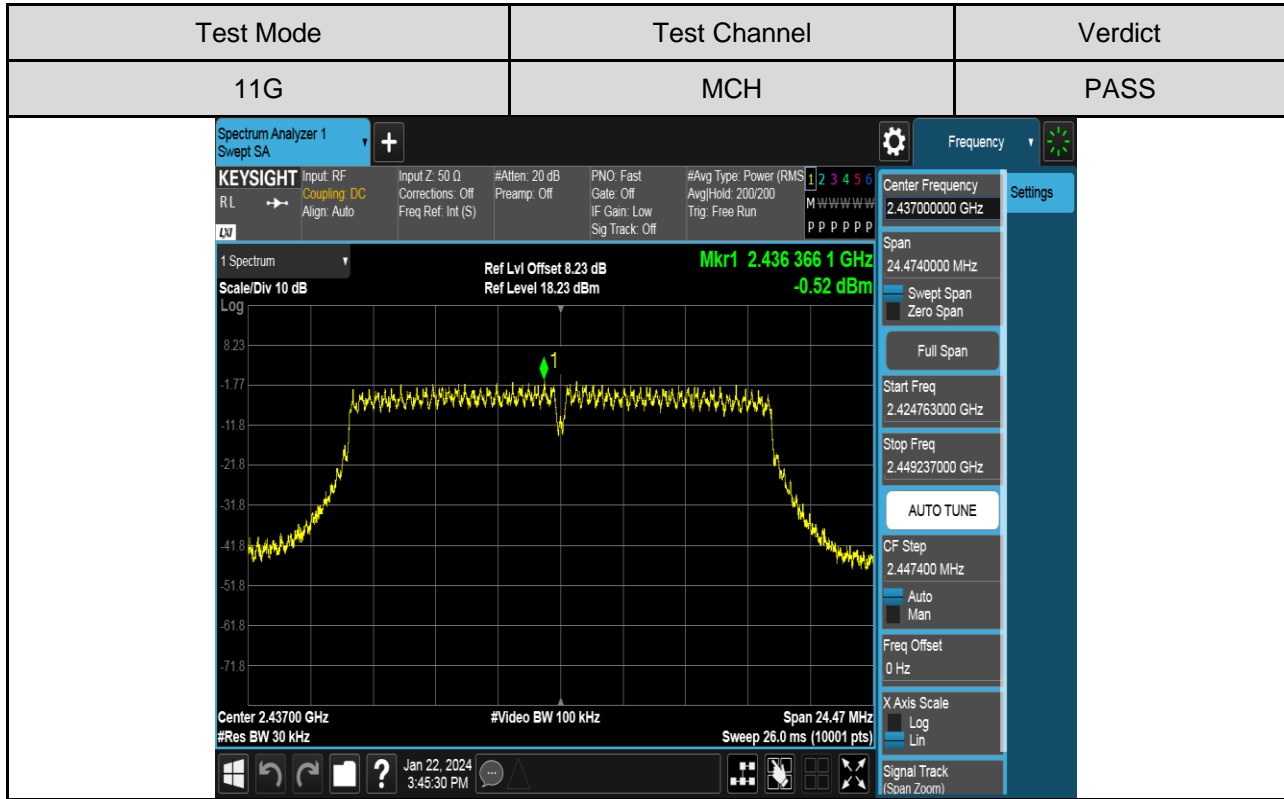 Test Mode
Test Channel
Verdict
11G
MCH
PASS
Spectrum Analyzer 1
Swept SA
+
Frequency
KEYSIGHT
RL
LXI
Input: RF
Coupling: DC
Align: Auto
Input Z: 50 Ω
Corrections: Off
Freq Ref: Int (S)
#Atten: 20 dB
Preamp: Off
PNO: Fast
Gate: Off
IF Gain: Low
Sig Track: Off
#Avg Type: Power (RMS
Avg|Hold: 200/200
Trig: Free Run
1 2 3 4 5 6
M W W W W W
P P P P P P
1 Spectrum
Scale/Div 10 dB
Log
Ref Lvl Offset 8.23 dB
Ref Level 18.23 dBm
Mkr1 2.436 366 1 GHz
-0.52 dBm
1
8.23
-1.77
-11.8
-21.8
-31.8
-41.8
-51.8
-61.8
-71.8
Center 2.43700 GHz
#Res BW 30 kHz
#Video BW 100 kHz
Span 24.47 MHz
Sweep 26.0 ms (10001 pts)
Center Frequency
2.437000000 GHz
Settings
Span
24.4740000 MHz
Swept Span
Zero Span
Full Span
Start Freq
2.424763000 GHz
Stop Freq
2.449237000 GHz
AUTO TUNE
CF Step
2.447400 MHz
Auto
Man
Freq Offset
0 Hz
X Axis Scale
Log
Lin
Signal Track
(Span Zoom)
?
Jan 22, 2024
3:45:30 PM